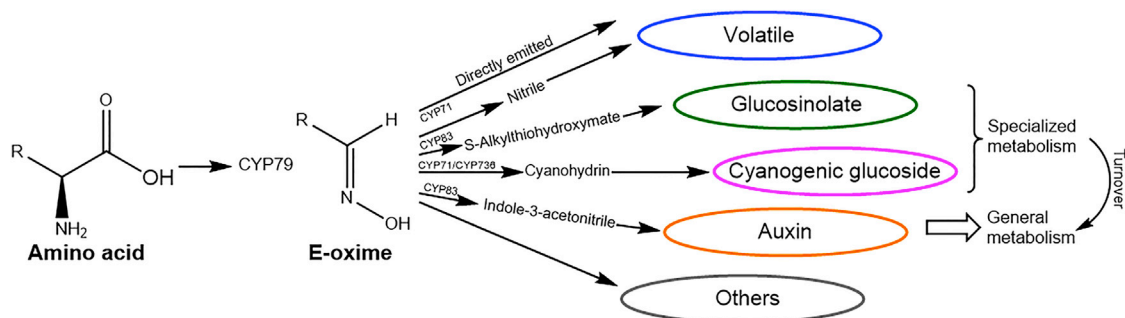 R
O
OH
NH₂
Amino acid
CYP79
R
H
N
OH
E-oxime
Directly emitted
CYP71
Nitrile
CYP83
S-Alkylthiohydroxymate
CYP71/CYP736
Cyanohydrin
CYP83
Indole-3-acetonitrile
Volatile
Glucosinolate
Cyanogenic glucoside
Auxin
Others
Specialized
metabolism
General
metabolism
Turnover